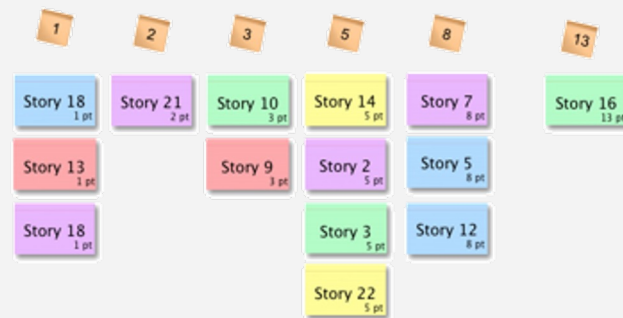 1
2
3
5
8
13
Story 18
1 pt
Story 21
2 pt
Story 10
3 pt
Story 14
5 pt
Story 7
8 pt
Story 16
13 pt
Story 13
1 pt
Story 9
3 pt
Story 2
5 pt
Story 5
8 pt
Story 18
1 pt
Story 3
5 pt
Story 12
8 pt
Story 22
5 pt